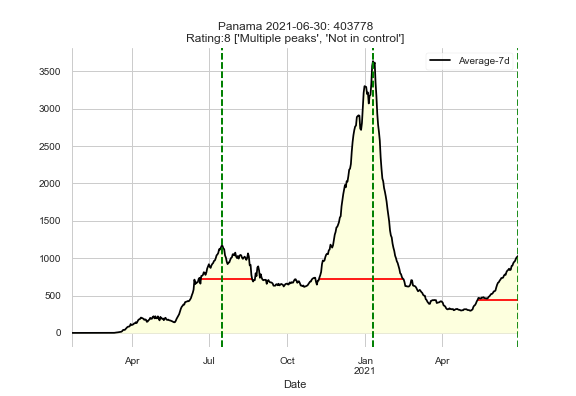 Panama 2021-06-30: 403778
Rating:8 ['Multiple peaks', 'Not in control']
Average-7d
3500
3000
2500
2000
1500
1000
500
0
Apr
Jul
Oct
Jan
2021
Apr
Date